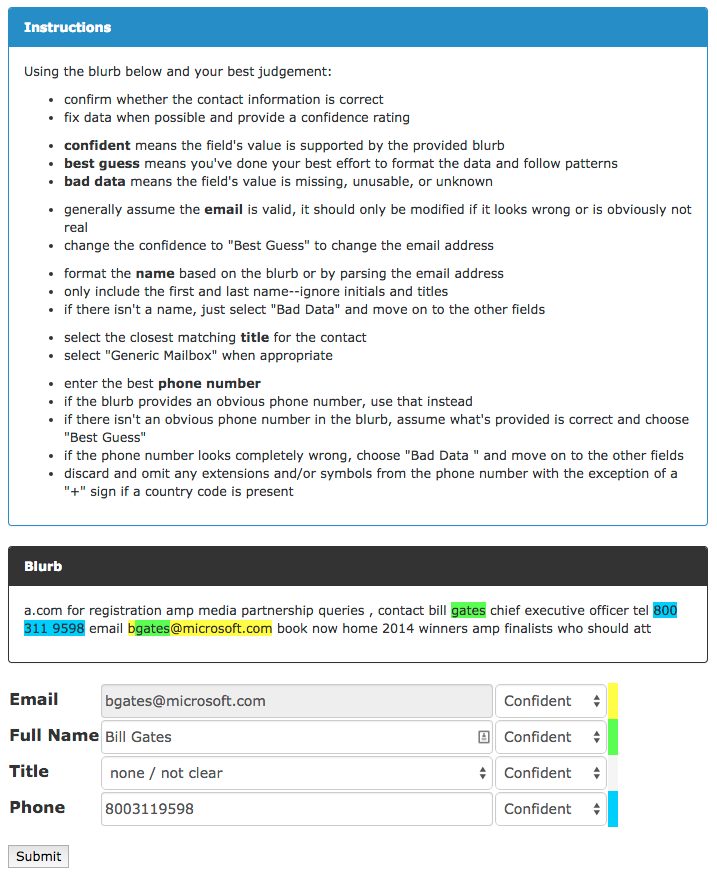 Instructions
Using the blurb below and your best judgement:
• confirm whether the contact information is correct
• fix data when possible and provide a confidence rating
• confident means the field's value is supported by the provided blurb
• best guess means you've done your best effort to format the data and follow patterns
• bad data means the field's value is missing, unusable, or unknown
• generally assume the email is valid, it should only be modified if it looks wrong or is obviously not
real
• change the confidence to "Best Guess" to change the email address
• format the name based on the blurb or by parsing the email address
• only include the first and last name--ignore initials and titles
• if there isn't a name, just select "Bad Data" and move on to the other fields
• select the closest matching title for the contact
• select "Generic Mailbox" when appropriate
• enter the best phone number
• if the blurb provides an obvious phone number, use that instead
• if there isn't an obvious phone number in the blurb, assume what's provided is correct and choose
"Best Guess"
• if the phone number looks completely wrong, choose "Bad Data " and move on to the other fields
• discard and omit any extensions and/or symbols from the phone number with the exception of a
"+" sign if a country code is present
Blurb
a.com for registration amp media partnership queries , contact bill gates chief executive officer tel 800
311 9598 email bgates@microsoft.com book now home 2014 winners amp finalists who should att
Email bgates@microsoft.com Confident
Full Name Bill Gates Confident
Title none / not clear Confident
Phone 8003119598 Confident
Submit